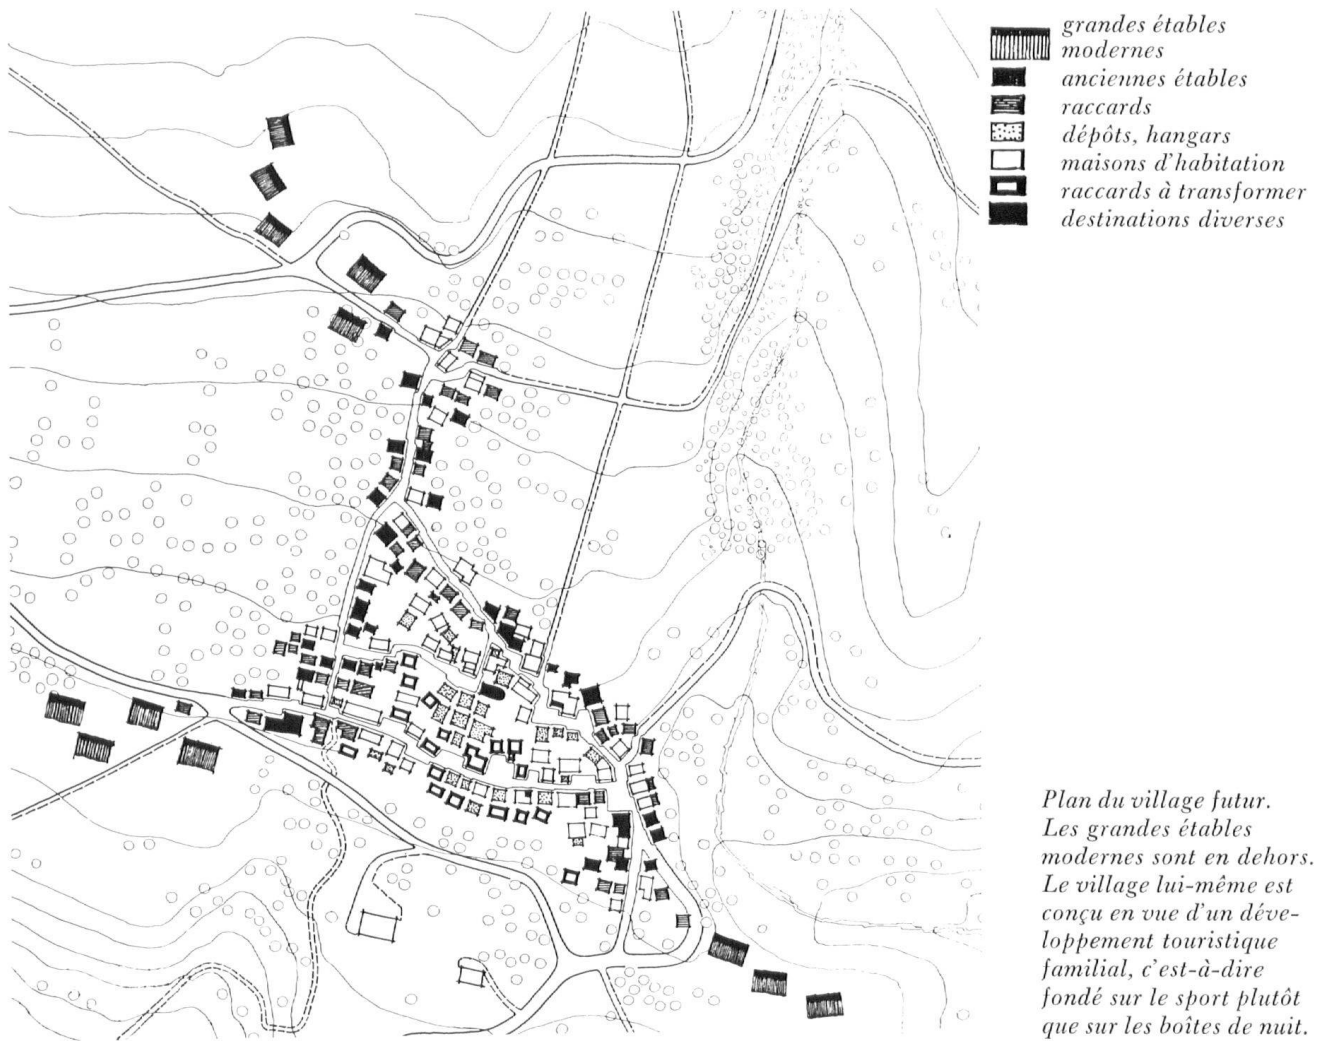 grandes étables
modernes
anciennes étables
raccards
dépôts, hangars
maisons d'habitation
raccards à transformer
destinations diverses
Plan du village futur.
Les grandes étables
modernes sont en dehors.
Le village lui-même est
conçu en vue d'un déve-
loppement touristique
familial, c'est-à-dire
fondé sur le sport plutôt
que sur les boîtes de nuit.